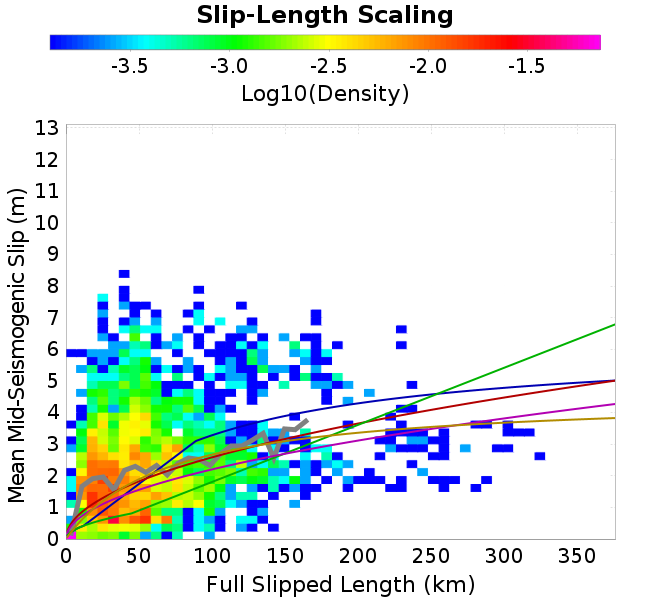 Slip-Length Scaling
-3.5 -3.0 -2.5 -2.0 -1.5
Log10(Density)
13
12
11
10
9
8
7
6
5
4
3
2
1
0
Mean Mid-Seismogenic Slip (m)
0 50 100 150 200 250 300 350
Full Slipped Length (km)